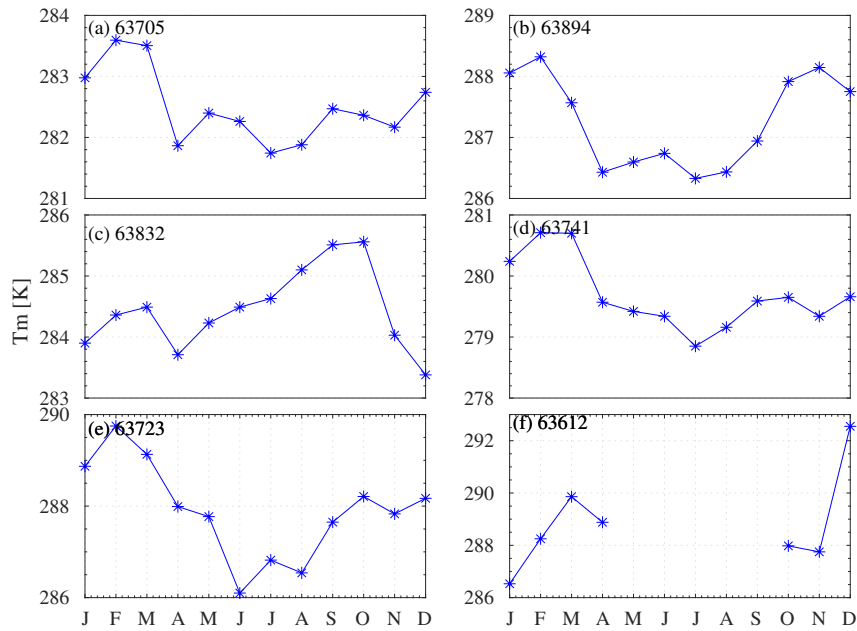 (a) 63705
284
283
282
281
(b) 63894
289
288
287
286
(c) 63832
286
285
284
283
(d) 63741
281
280
279
278
Tm [K]
(e) 63723
290
288
286
J F M A M J J A S O N D
(f) 63612
292
290
288
286
J F M A M J J A S O N D